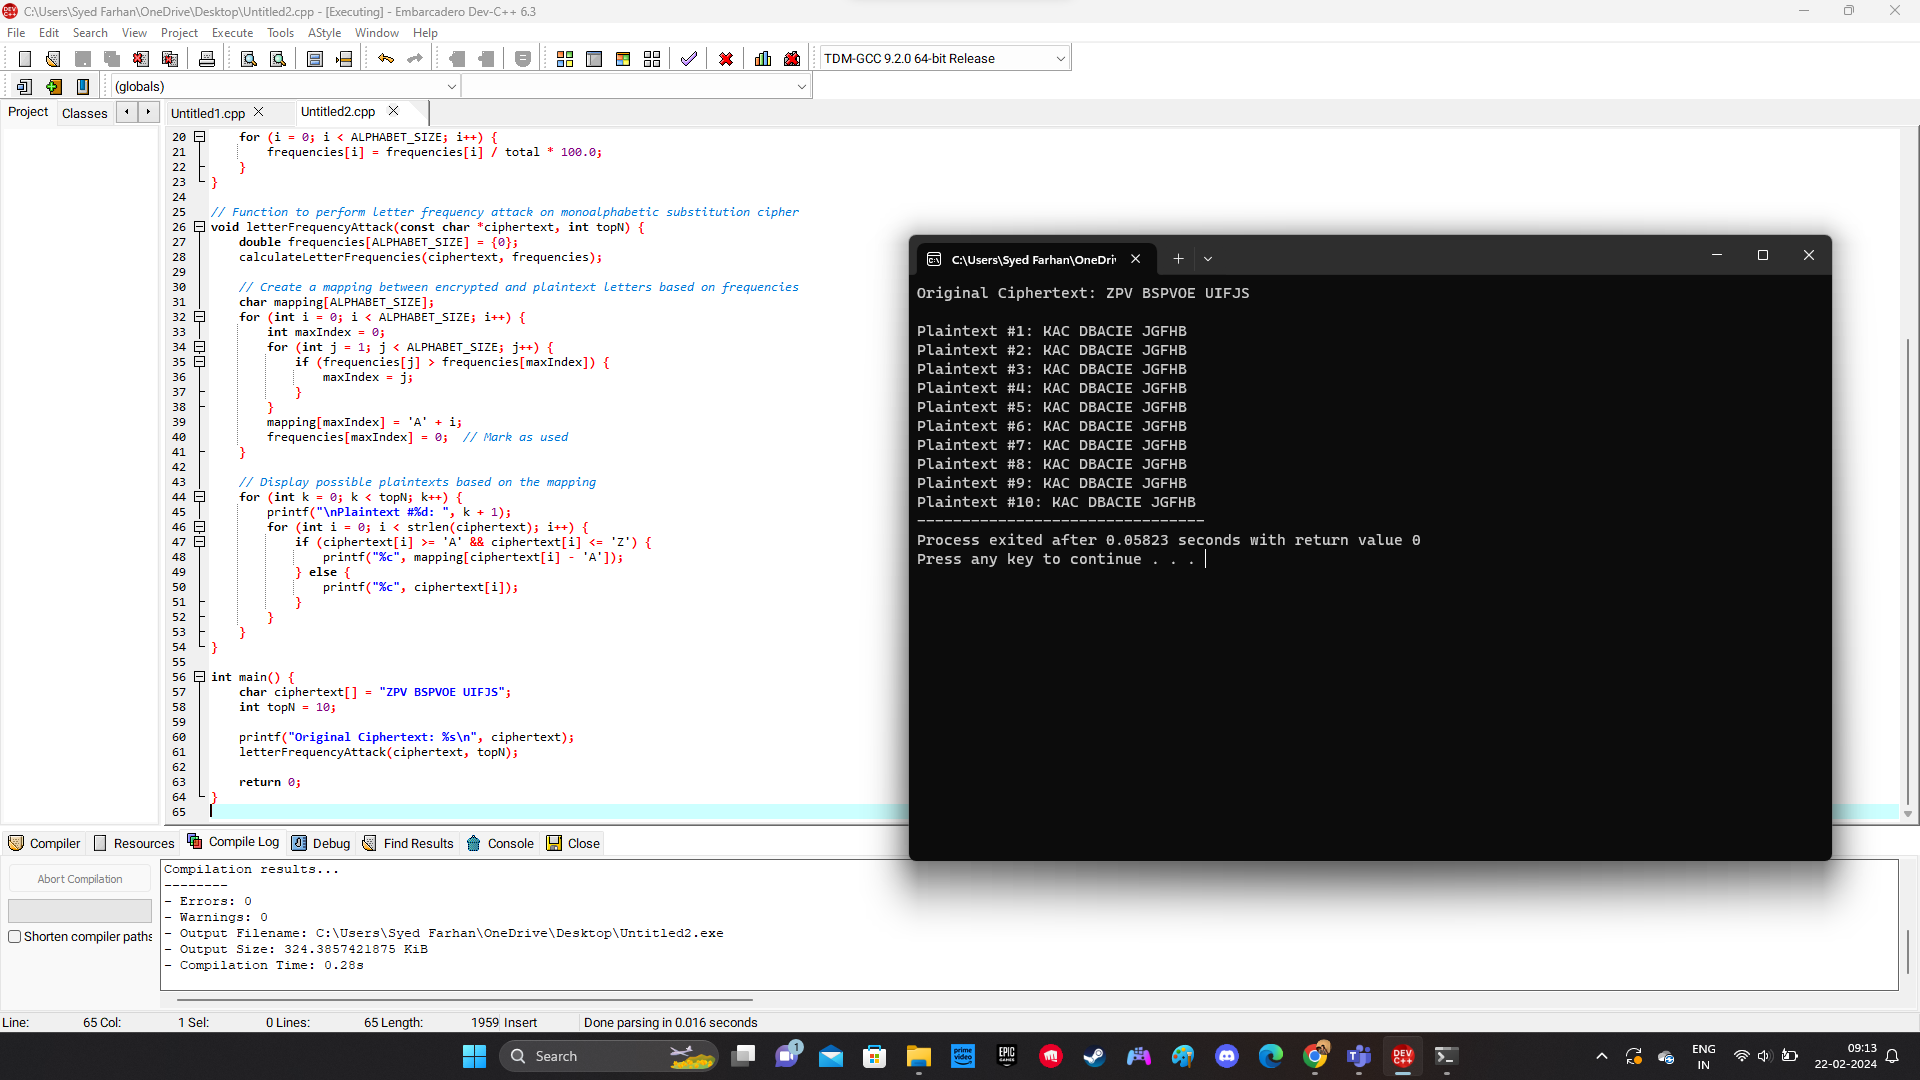 C:\Users\Syed Farhan\OneDrive\Desktop\Untitled2.cpp - [Executing] - Embarcadero Dev-C++ 6.3
File Edit Search View Project Execute Tools AStyle Window Help
TDM-GCC 9.2.0 64-bit Release
(globals)
Project Classes Untitled1.cpp Untitled2.cpp
20 for (i = 0; i < ALPHABET_SIZE; i++) {
21 frequencies[i] = frequencies[i] / total * 100.0;
22 }
23 }
24
25 // Function to perform letter frequency attack on monoalphabetic substitution cipher
26 void letterFrequencyAttack(const char *ciphertext, int topN) {
27 double frequencies[ALPHABET_SIZE] = {0};
28 calculateLetterFrequencies(ciphertext, frequencies);
29
30 // Create a mapping between encrypted and plaintext letters based on frequencies
31 char mapping[ALPHABET_SIZE];
32 for (int i = 0; i < ALPHABET_SIZE; i++) {
33 int maxIndex = 0;
34 for (int j = 1; j < ALPHABET_SIZE; j++) {
35 if (frequencies[j] > frequencies[maxIndex]) {
36 maxIndex = j;
37 }
38 }
39 mapping[maxIndex] = 'A' + i;
40 frequencies[maxIndex] = 0; // Mark as used
41 }
42
43 // Display possible plaintexts based on the mapping
44 for (int k = 0; k < topN; k++) {
45 printf("\nPlaintext #%d: ", k + 1);
46 for (int i = 0; i < strlen(ciphertext); i++) {
47 if (ciphertext[i] >= 'A' && ciphertext[i] <= 'Z') {
48 printf("%c", mapping[ciphertext[i] - 'A']);
49 } else {
50 printf("%c", ciphertext[i]);
51 }
52 }
53 }
54 }
55
56 int main() {
57 char ciphertext[] = "ZPV BSPVOE UIFJS";
58 int topN = 10;
59
60 printf("Original Ciphertext: %s\n", ciphertext);
61 letterFrequencyAttack(ciphertext, topN);
62
63 return 0;
64 }
65
C:\Users\Syed Farhan\OneDri
Original Ciphertext: ZPV BSPVOE UIFJS
Plaintext #1: KAC DBACIE JGFHB
Plaintext #2: KAC DBACIE JGFHB
Plaintext #3: KAC DBACIE JGFHB
Plaintext #4: KAC DBACIE JGFHB
Plaintext #5: KAC DBACIE JGFHB
Plaintext #6: KAC DBACIE JGFHB
Plaintext #7: KAC DBACIE JGFHB
Plaintext #8: KAC DBACIE JGFHB
Plaintext #9: KAC DBACIE JGFHB
Plaintext #10: KAC DBACIE JGFHB
--------------------------------
Process exited after 0.05823 seconds with return value 0
Press any key to continue . . .
Compiler Resources Compile Log Debug Find Results Console Close
Abort Compilation
Shorten compiler paths
Compilation results...
--------
- Errors: 0
- Warnings: 0
- Output Filename: C:\Users\Syed Farhan\OneDrive\Desktop\Untitled2.exe
- Output Size: 324.3857421875 KiB
- Compilation Time: 0.28s
Line: 65 Col: 1 Sel: 0 Lines: 65 Length: 1959 Insert Done parsing in 0.016 seconds
Search
1
prime video
EPIC GAMES
DEV C++
ENG
IN
09:13
22-02-2024